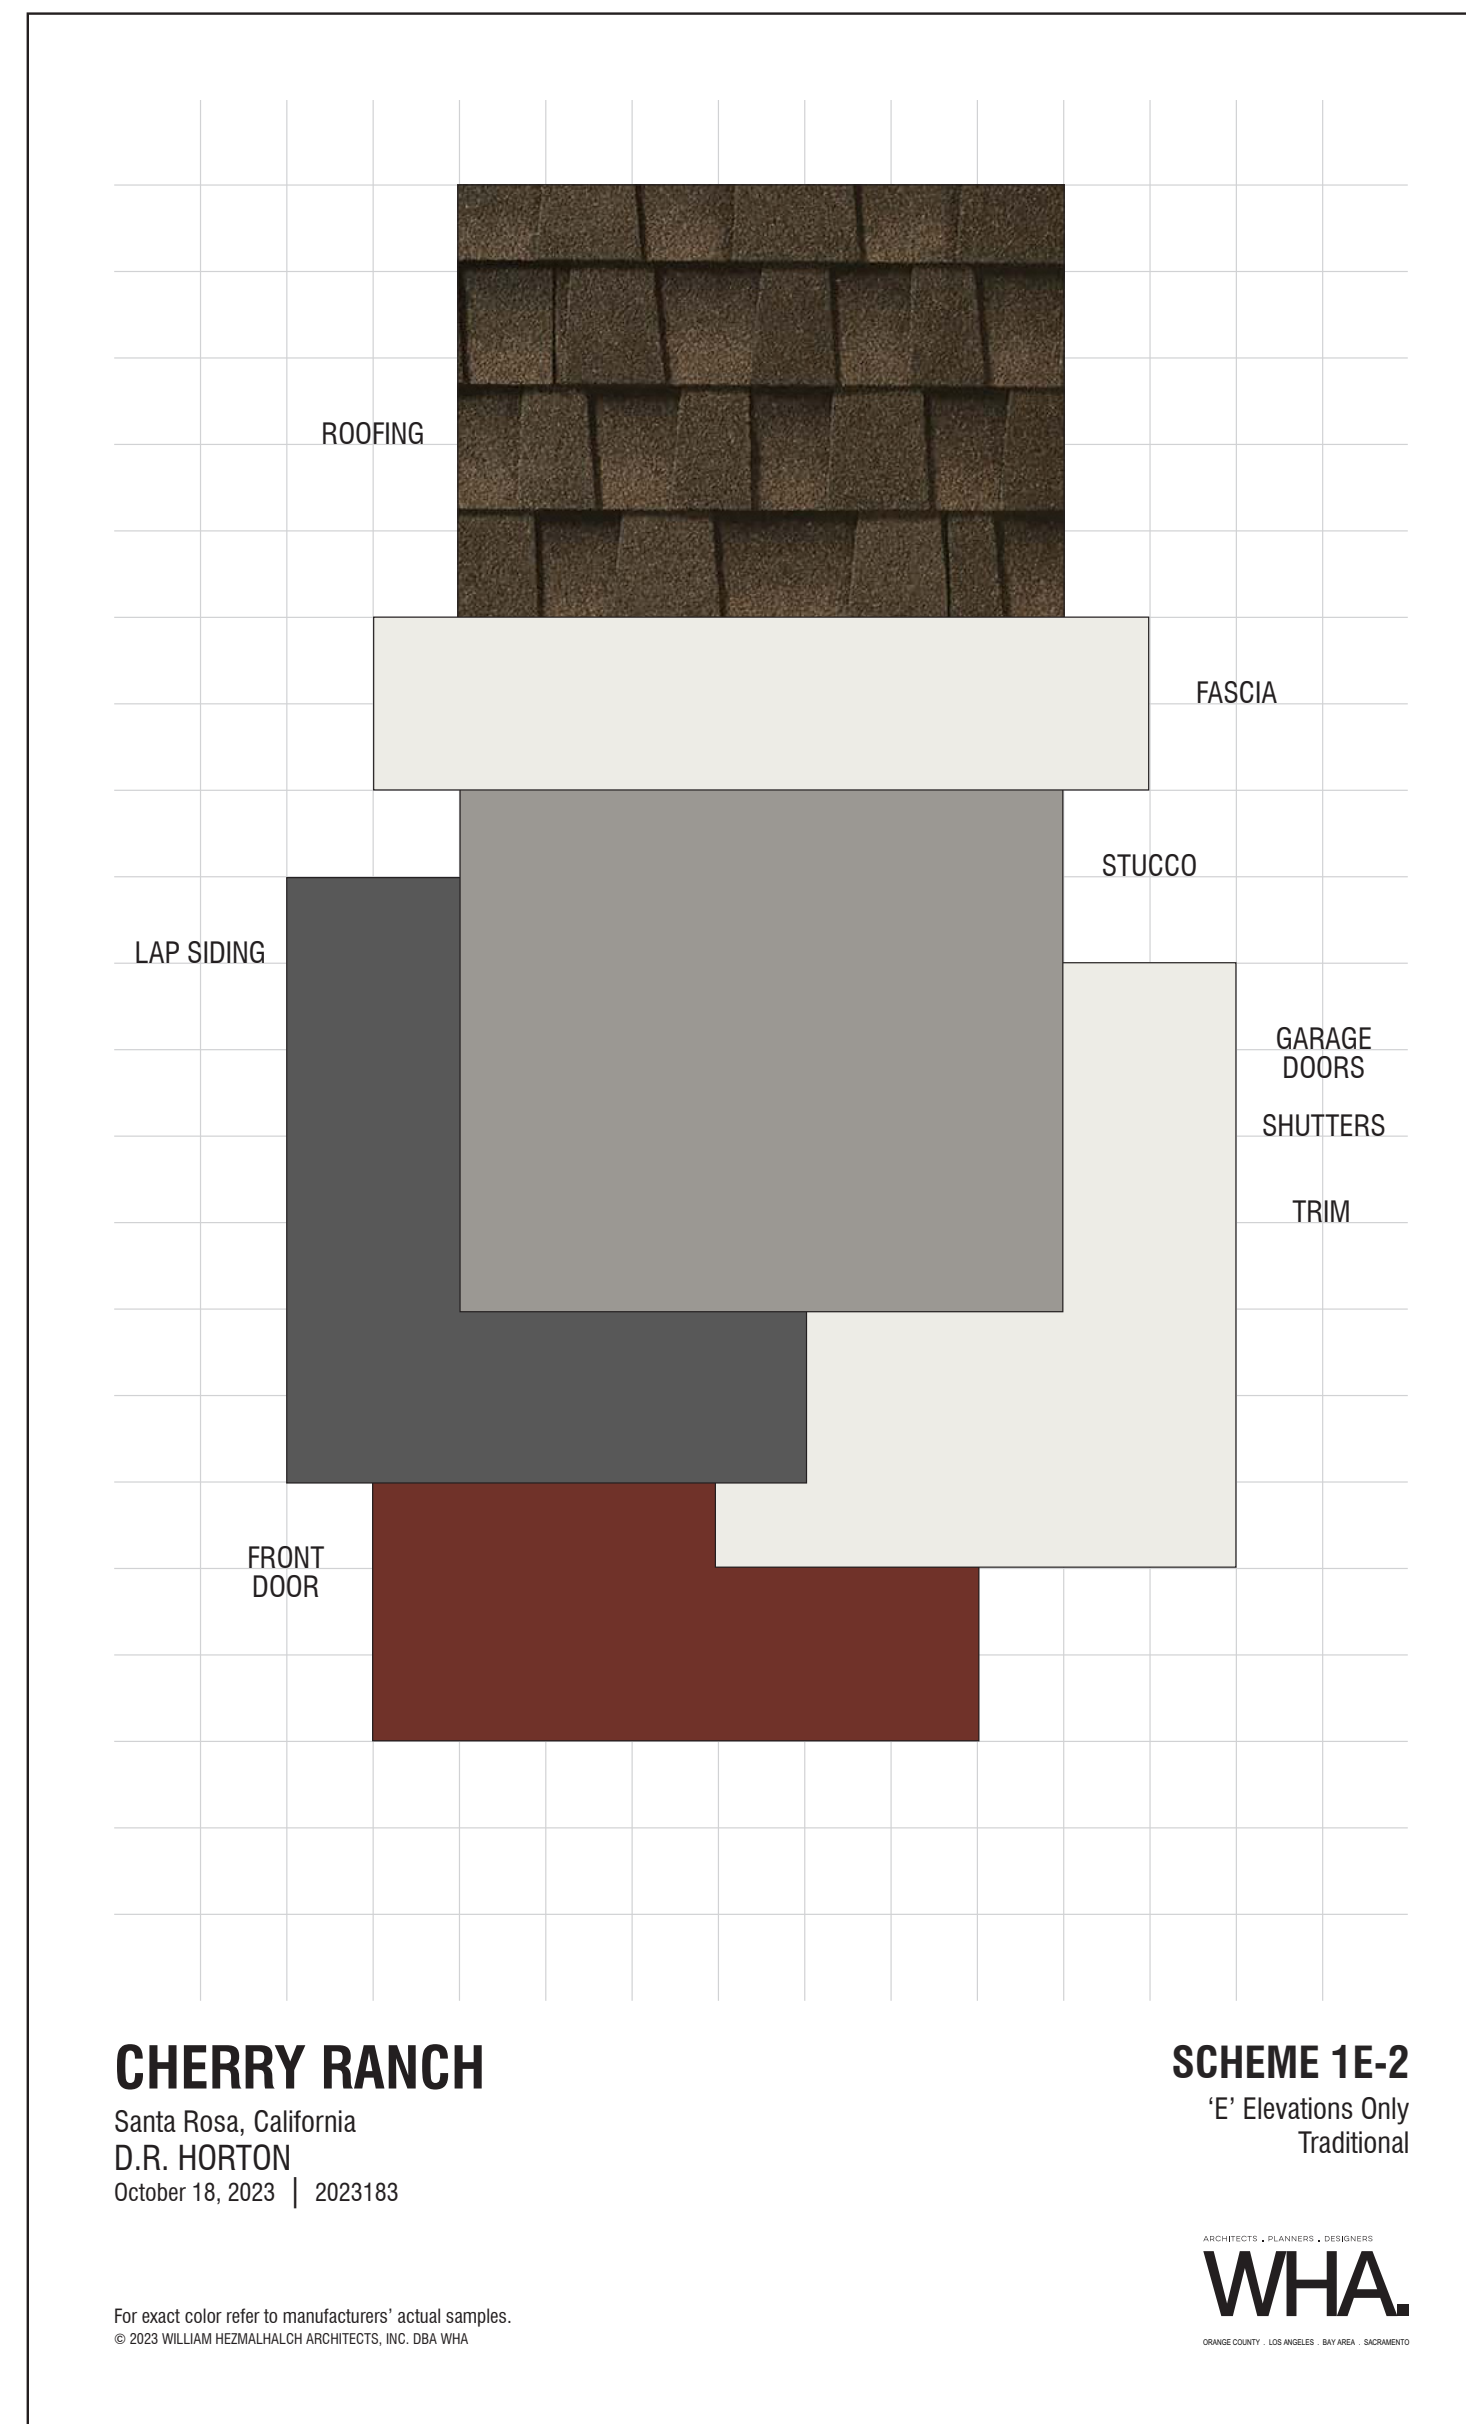 ROOFING
FASCIA
STUCCO
LAP SIDING
GARAGE
DOORS
SHUTTERS
TRIM
FRONT
DOOR
CHERRY RANCH
Santa Rosa, California
D.R. HORTON
October 18, 2023 | 2023183
For exact color refer to manufacturers’ actual samples.
© 2023 WILLIAM HEZMALHALCH ARCHITECTS, INC. DBA WHA
SCHEME 1E-2
‘E’ Elevations Only
Traditional
ARCHITECTS . PLANNERS . DESIGNERS
WHA.
ORANGE COUNTY . LOS ANGELES . BAY AREA . SACRAMENTO